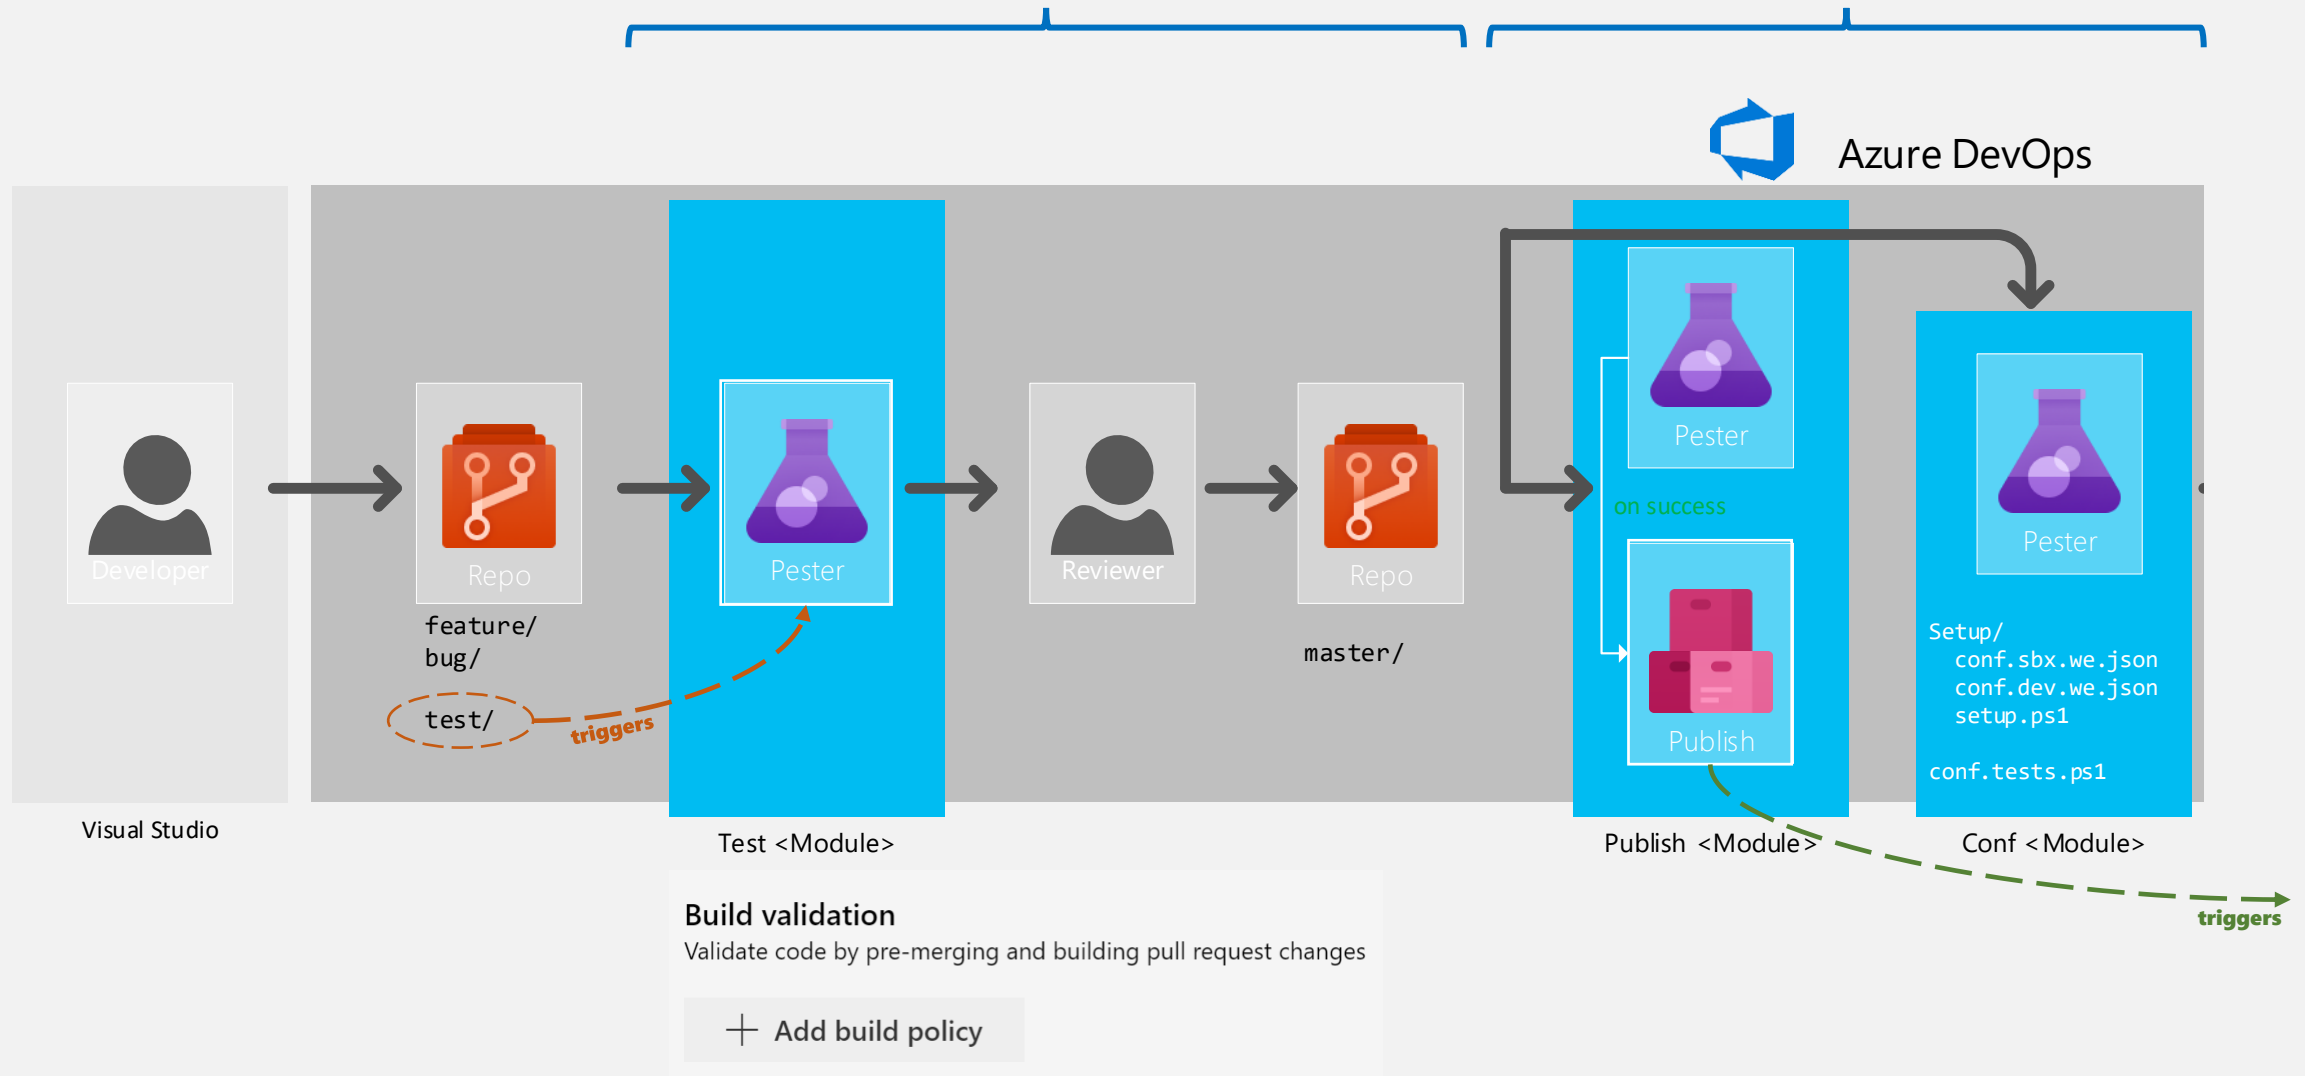 Azure DevOps
Developer
Visual Studio
Repo
feature/
bug/
test/
triggers
Pester
Test <Module>
Reviewer
Repo
master/
Pester
on success
Publish
Publish <Module>
Pester
Setup/
conf.sbx.we.json
conf.dev.we.json
setup.ps1
conf.tests.ps1
Conf <Module>
triggers
Build validation
Validate code by pre-merging and building pull request changes
Add build policy